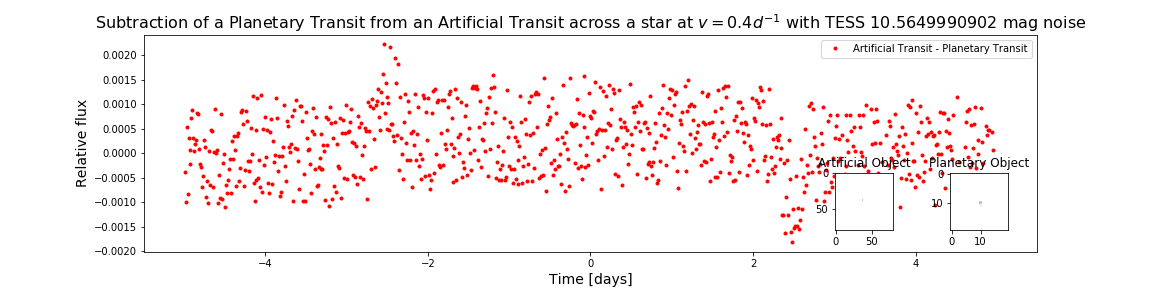 Subtraction of a Planetary Transit from an Artificial Transit across a star at v = 0.4d⁻¹ with TESS 10.5649990902 mag noise
Artificial Transit - Planetary Transit
Relative flux
0.0020
0.0015
0.0010
0.0005
0.0000
−0.0005
−0.0010
−0.0015
−0.0020
Artificial Object
0
50
0 50
Planetary Object
0
10
0 10
−4 −2 0 2 4
Time [days]